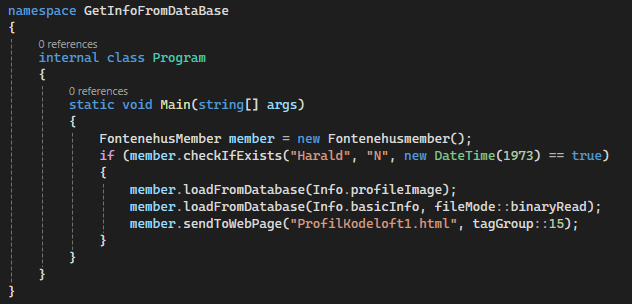 namespace GetInfoFromDataBase
{
0 references
internal class Program
{
0 references
static void Main(string[] args)
{
FontenehusMember member = new Fontenehusmember();
if (member.checkIfExists("Harald", "N", new DateTime(1973) == true)
{
member.loadFromDatabase(Info.profileImage);
member.loadFromDatabase(Info.basicInfo, fileMode::binaryRead);
member.sendToWebPage("ProfilKodeloft1.html", tagGroup::15);
}
}
}
}